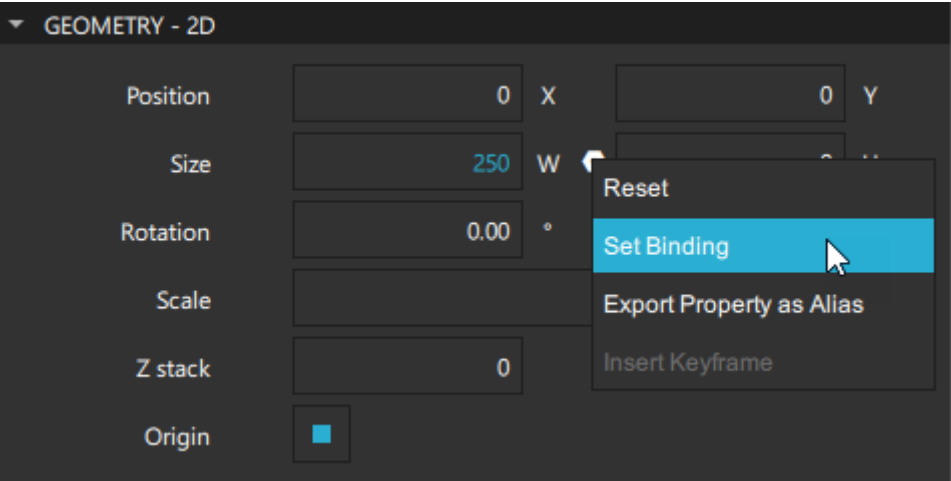 GEOMETRY - 2D
Position 0 X 0 Y
Size 250 W
Reset
Rotation 0.00 °
Set Binding
Scale
Export Property as Alias
Z stack 0
Insert Keyframe
Origin